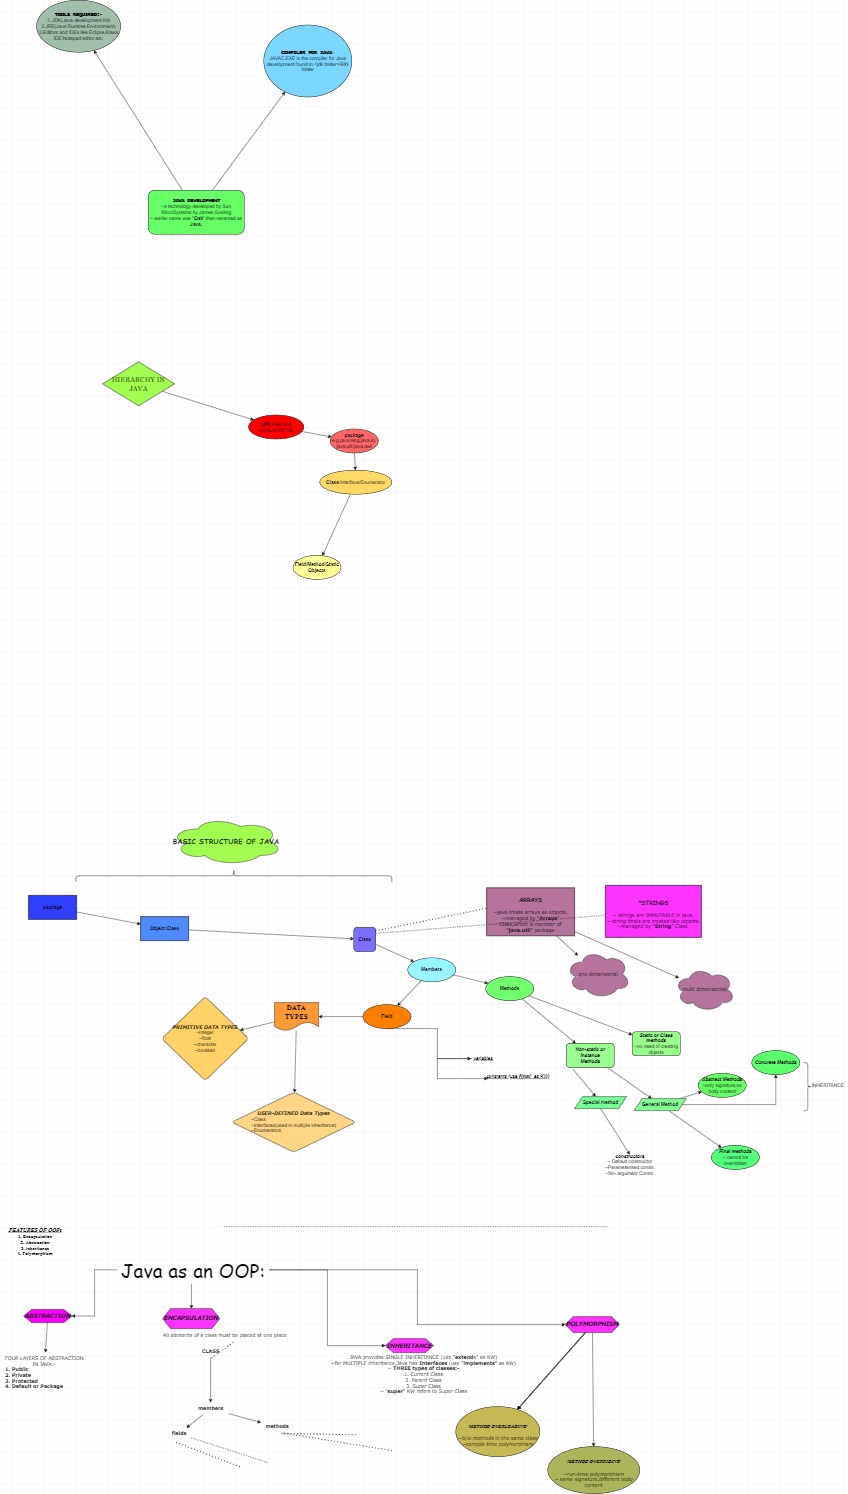 TOOLS REQUIRED:-
1. JDK(Java development Kit)
2.JRE(Java Runtime Environment)
3.Editors and IDEs like Eclipse,Kawa
IDE,Notepad editor etc.
COMPILER FOR JAVA-
JAVAC.EXE is the compiler for Java
development found in <jdk folder>\BIN
folder
JAVA DEVELOPMENT
~a technology developed by Sun
MicroSystems by James Gosling
~ earlier name was "Oak",then renamed as
Java.
HIERARCHY IN
JAVA
package
e.g.java.lang,java.io,
java.util,java.awt
Class/Interface/Enumerator
Field/Method/Static
Objects
BASIC STRUCTURE OF JAVA
package
Object Class
Class
ARRAYS
~java treats arrays as objects.
~managed by "Arrays"
Class,which is member of
"java.util" package
*STRINGS
~ strings are IMMUTABLE in java.
~ string litrals are treated like objects.
~managed by "String" Class
one dimensional
multi dimensiontal
Members
Methods
DATA
TYPES
Field
PRIMITIVE DATA TYPES
~integer
~float
~character
~boolean
variables
constants (use final as KW)
USER-DEFINED Data Types
~Class
~Interfaces(used in multiple inheritance)
~Enumerators
Static or Class
methods
~no need of creating
objects
Non-static or
Instance
Methods
Concrete Methods
Abstract Methods
~only signature,no
body content
INHERITANCE
Special method
General Method
Final methods
~ cannot be
overridden
constructors
~ Default constructor
~Parameterised constr.
~No- argument Constr.
FEATURES OF OOPs
1. Encapsulation
2. Abstraction
3. Inheritance
4. Polymorphism
Java as an OOP:
ABSTRACTION
ENCAPSULATION
INHERITANCE
POLYMORPHISM
All elements of a class must be placed at one place
CLASS
FOUR LAYERS OF ABSTRACTION
IN JAVA:-
1. Public
2. Private
3. Protected
4. Default or Package
JAVA provides SINGLE INHERITANCE (use "extends" as KW)
~for MULTIPLE inheritance,Java has Interfaces (use "Implements" as KW)
~ THREE types of classes:-
1. Current Class
2. Parent Class
3. Super Class
~ "super" KW refers to Super Class
members
fields
methods
'METHOD OVERLOADING'
~b/w methods in the same class
~compile time polymorphism
'METHOD OVERRIDING'
~run-time polymorphism
~ same signature,different body
content